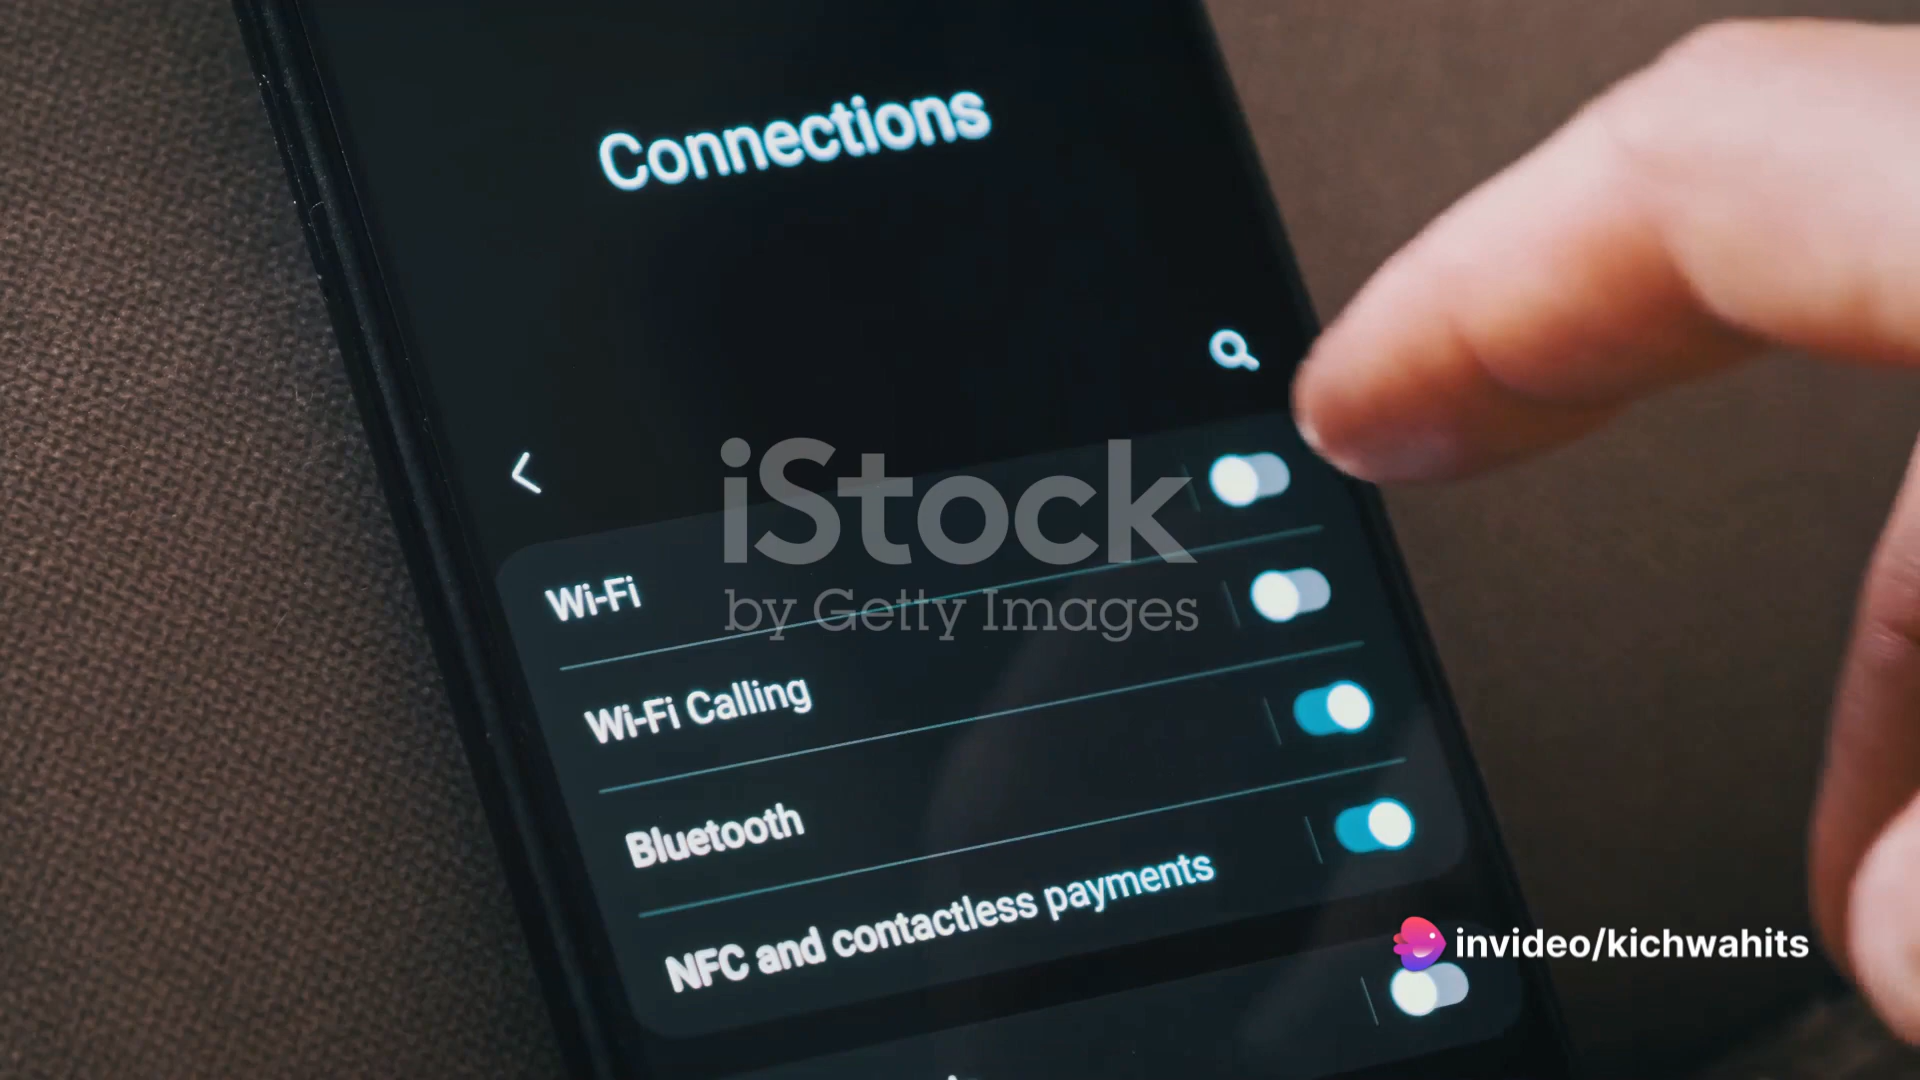 Connections
iStock
by Getty Images
Wi-Fi
Wi-Fi Calling
Bluetooth
NFC and contactless payments
invideo/kichwahits